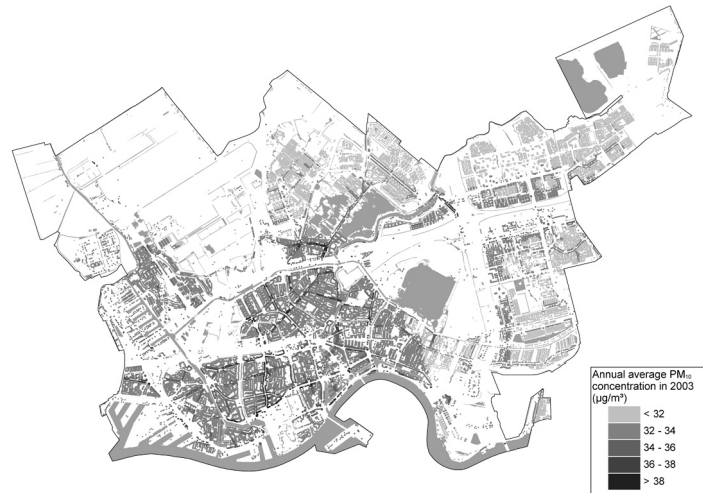 Annual average PM₁₀
concentration in 2003
(µg/m³)
< 32
32 - 34
34 - 36
36 - 38
> 38